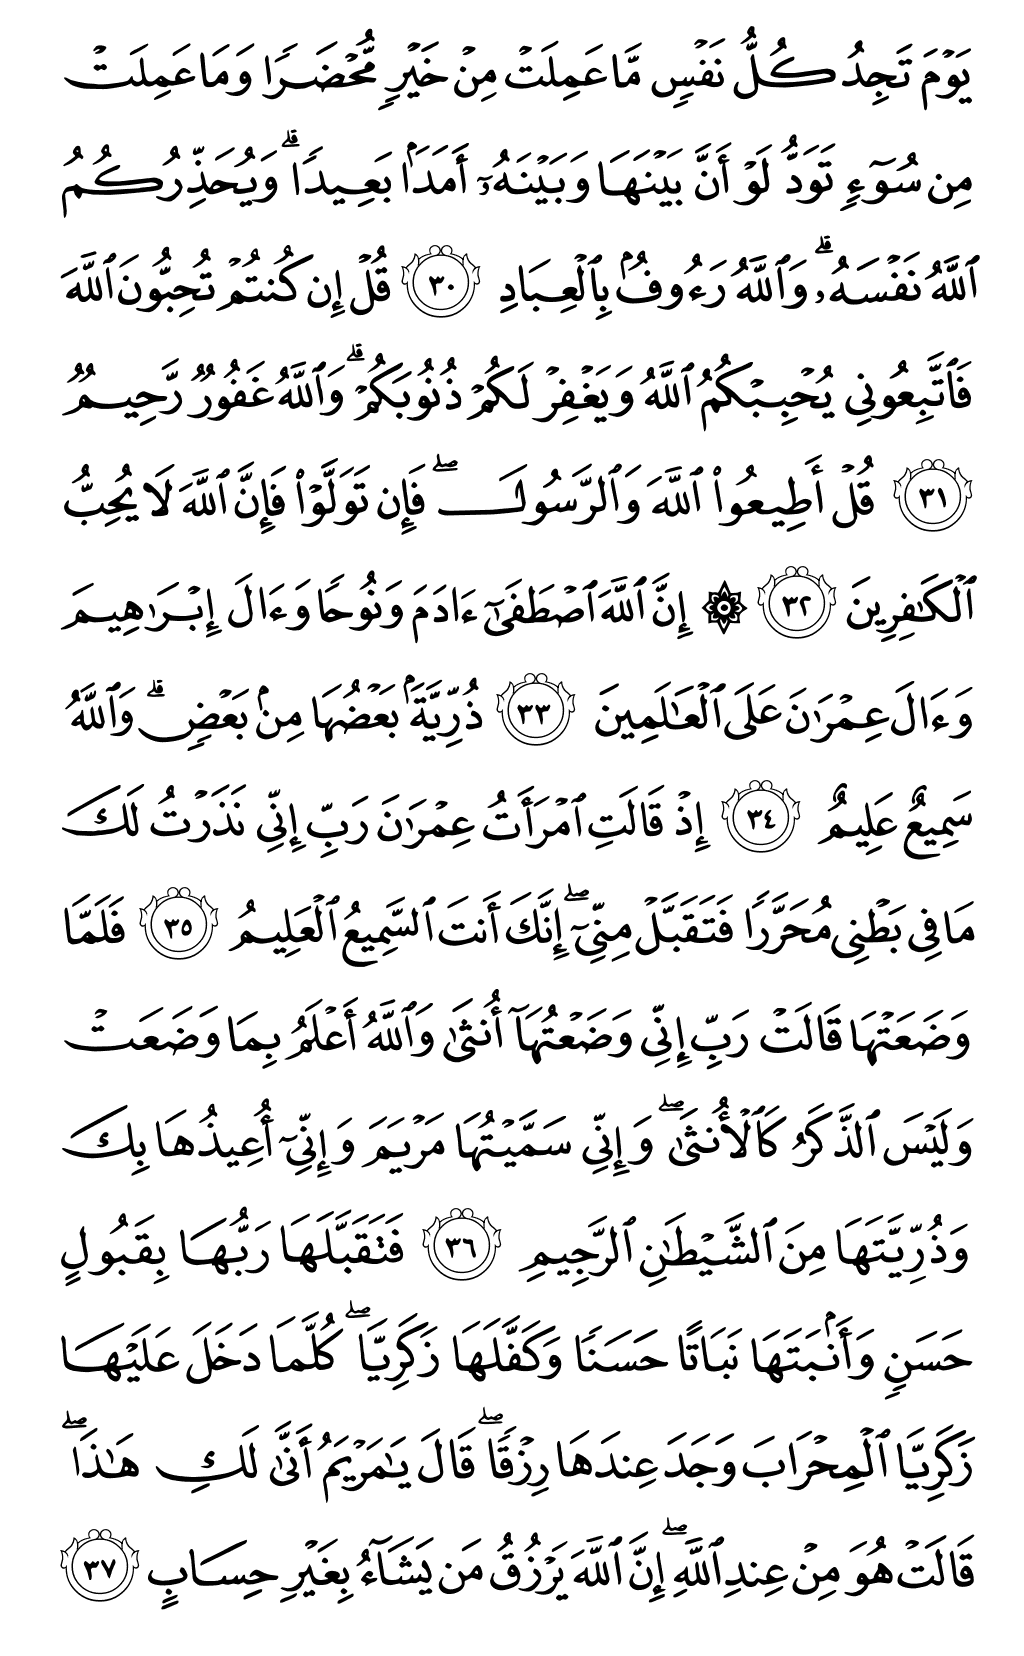 يَوْمَ تَجِدُ كُلُّ نَفْسٍ مَّا عَمِلَتْ مِنْ خَيْرٍ مُّحْضَرًا وَمَا عَمِلَتْ
مِن سُوٓءٍ تَوَدُّ لَوْ أَنَّ بَيْنَهَا وَبَيْنَهُۥٓ أَمَدًۢا بَعِيدًا ۗ وَيُحَذِّرُكُمُ
ٱللَّهُ نَفْسَهُۥ ۗ وَٱللَّهُ رَءُوفٌۢ بِٱلْعِبَادِ ٣٠ قُلْ إِن كُنتُمْ تُحِبُّونَ ٱللَّهَ
فَٱتَّبِعُونِى يُحْبِبْكُمُ ٱللَّهُ وَيَغْفِرْ لَكُمْ ذُنُوبَكُمْ ۗ وَٱللَّهُ غَفُورٌ رَّحِيمٌ
٣١ قُلْ أَطِيعُوا۟ ٱللَّهَ وَٱلرَّسُولَ ۖ فَإِن تَوَلَّوْا۟ فَإِنَّ ٱللَّهَ لَا يُحِبُّ
ٱلْكَـٰفِرِينَ ٣٢ ۞ إِنَّ ٱللَّهَ ٱصْطَفَىٰٓ ءَادَمَ وَنُوحًا وَءَالَ إِبْرَٰهِيمَ
وَءَالَ عِمْرَٰنَ عَلَى ٱلْعَـٰلَمِينَ ٣٣ ذُرِّيَّةًۢ بَعْضُهَا مِنۢ بَعْضٍ ۗ وَٱللَّهُ
سَمِيعٌ عَلِيمٌ ٣٤ إِذْ قَالَتِ ٱمْرَأَتُ عِمْرَٰنَ رَبِّ إِنِّى نَذَرْتُ لَكَ
مَا فِى بَطْنِى مُحَرَّرًا فَتَقَبَّلْ مِنِّىٓ ۖ إِنَّكَ أَنتَ ٱلسَّمِيعُ ٱلْعَلِيمُ ٣٥ فَلَمَّا
وَضَعَتْهَا قَالَتْ رَبِّ إِنِّى وَضَعْتُهَآ أُنثَىٰ وَٱللَّهُ أَعْلَمُ بِمَا وَضَعَتْ
وَلَيْسَ ٱلذَّكَرُ كَٱلْأُنثَىٰ ۖ وَإِنِّى سَمَّيْتُهَا مَرْيَمَ وَإِنِّىٓ أُعِيذُهَا بِكَ
وَذُرِّيَّتَهَا مِنَ ٱلشَّيْطَـٰنِ ٱلرَّجِيمِ ٣٦ فَتَقَبَّلَهَا رَبُّهَا بِقَبُولٍ
حَسَنٍ وَأَنۢبَتَهَا نَبَاتًا حَسَنًا وَكَفَّلَهَا زَكَرِيَّا ۖ كُلَّمَا دَخَلَ عَلَيْهَا
زَكَرِيَّا ٱلْمِحْرَابَ وَجَدَ عِندَهَا رِزْقًا ۖ قَالَ يَـٰمَرْيَمُ أَنَّىٰ لَكِ هَـٰذَا ۖ
قَالَتْ هُوَ مِنْ عِندِ ٱللَّهِ ۖ إِنَّ ٱللَّهَ يَرْزُقُ مَن يَشَآءُ بِغَيْرِ حِسَابٍ ٣٧